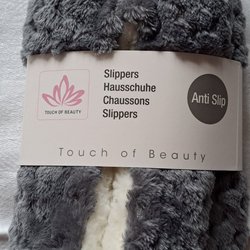 Slippers
Hausschuhe
Chaussons
Slippers
TOUCH OF BEAUTY
Anti Slip
Touch of Beauty